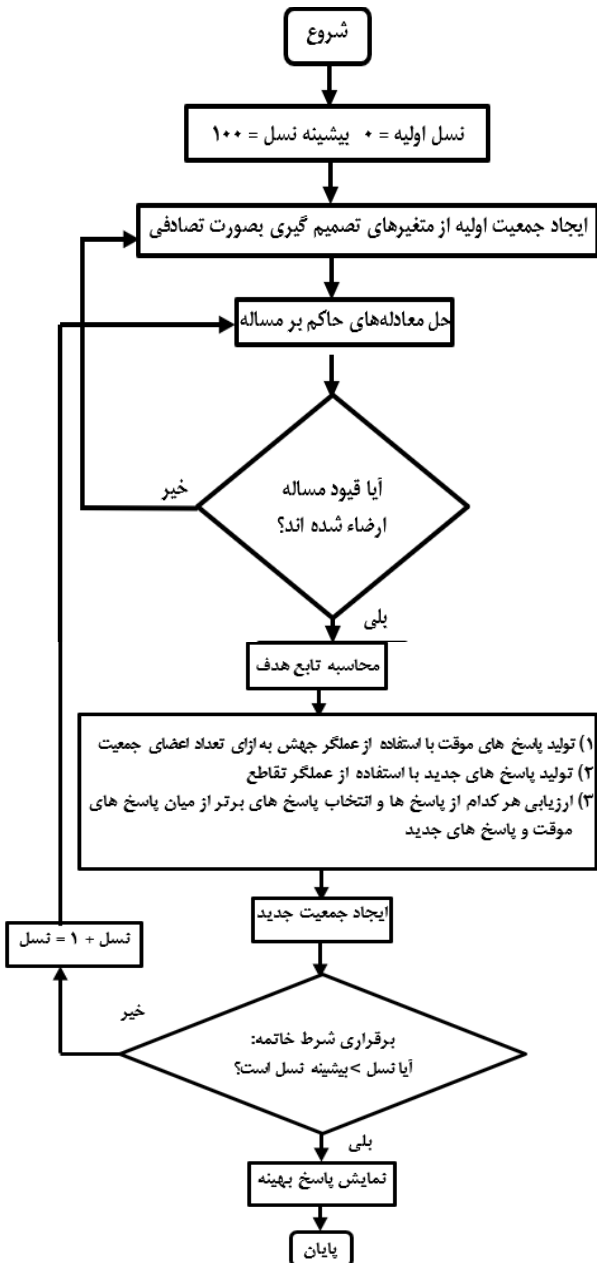 شروع
نسل اولیه = ۰ بیشینه نسل = ۱۰۰
ایجاد جمعیت اولیه از متغیرهای تصمیم گیری بصورت تصادفی
حل معادله‌های حاکم بر مساله
آیا قیود مساله
ارضاء شده اند؟
خیر
بلی
محاسبه تابع هدف
۱) تولید پاسخ های موقت با استفاده از عملگر جهش به ازای تعداد اعضای جمعیت
۲) تولید پاسخ های جدید با استفاده از عملگر تقاطع
۳) ارزیابی هر کدام از پاسخ ها و انتخاب پاسخ های برتر از میان پاسخ های
موقت و پاسخ های جدید
ایجاد جمعیت جدید
نسل + ۱ = نسل
برقراری شرط خاتمه:
آیا نسل >بیشینه نسل است؟
خیر
بلی
نمایش پاسخ بهینه
پایان